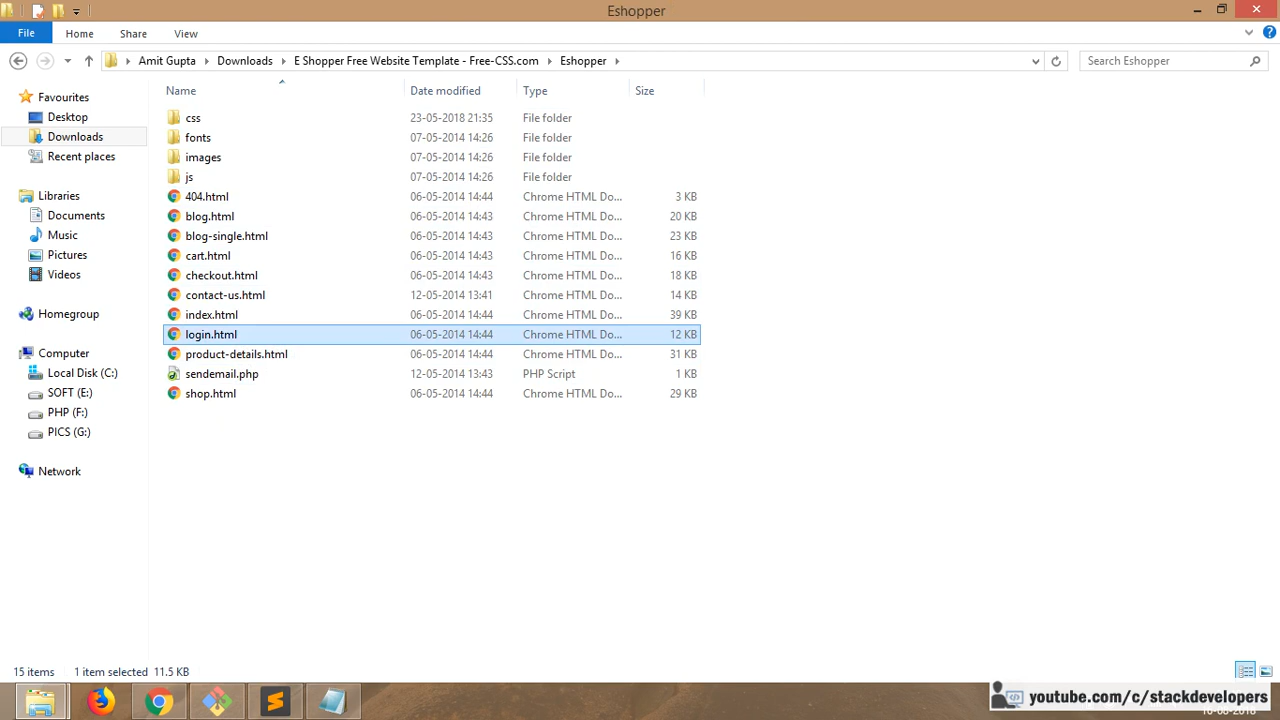 Eshopper
File Home Share View
Amit Gupta Downloads E Shopper Free Website Template - Free-CSS.com Eshopper Search Eshopper
Favourites
Desktop
Downloads
Recent places
Libraries
Documents
Music
Pictures
Videos
Homegroup
Computer
Local Disk (C:)
SOFT (E:)
PHP (F:)
PICS (G:)
Network
Name Date modified Type Size
css 23-05-2018 21:35 File folder
fonts 07-05-2014 14:26 File folder
images 07-05-2014 14:26 File folder
js 07-05-2014 14:26 File folder
404.html 06-05-2014 14:44 Chrome HTML Do... 3 KB
blog.html 06-05-2014 14:43 Chrome HTML Do... 20 KB
blog-single.html 06-05-2014 14:43 Chrome HTML Do... 23 KB
cart.html 06-05-2014 14:43 Chrome HTML Do... 16 KB
checkout.html 06-05-2014 14:43 Chrome HTML Do... 18 KB
contact-us.html 12-05-2014 13:41 Chrome HTML Do... 14 KB
index.html 06-05-2014 14:44 Chrome HTML Do... 39 KB
login.html 06-05-2014 14:44 Chrome HTML Do... 12 KB
product-details.html 06-05-2014 14:44 Chrome HTML Do... 31 KB
sendemail.php 12-05-2014 13:43 PHP Script 1 KB
shop.html 06-05-2014 14:44 Chrome HTML Do... 29 KB
15 items 1 item selected 11.5 KB
youtube.com/c/stackdevelopers